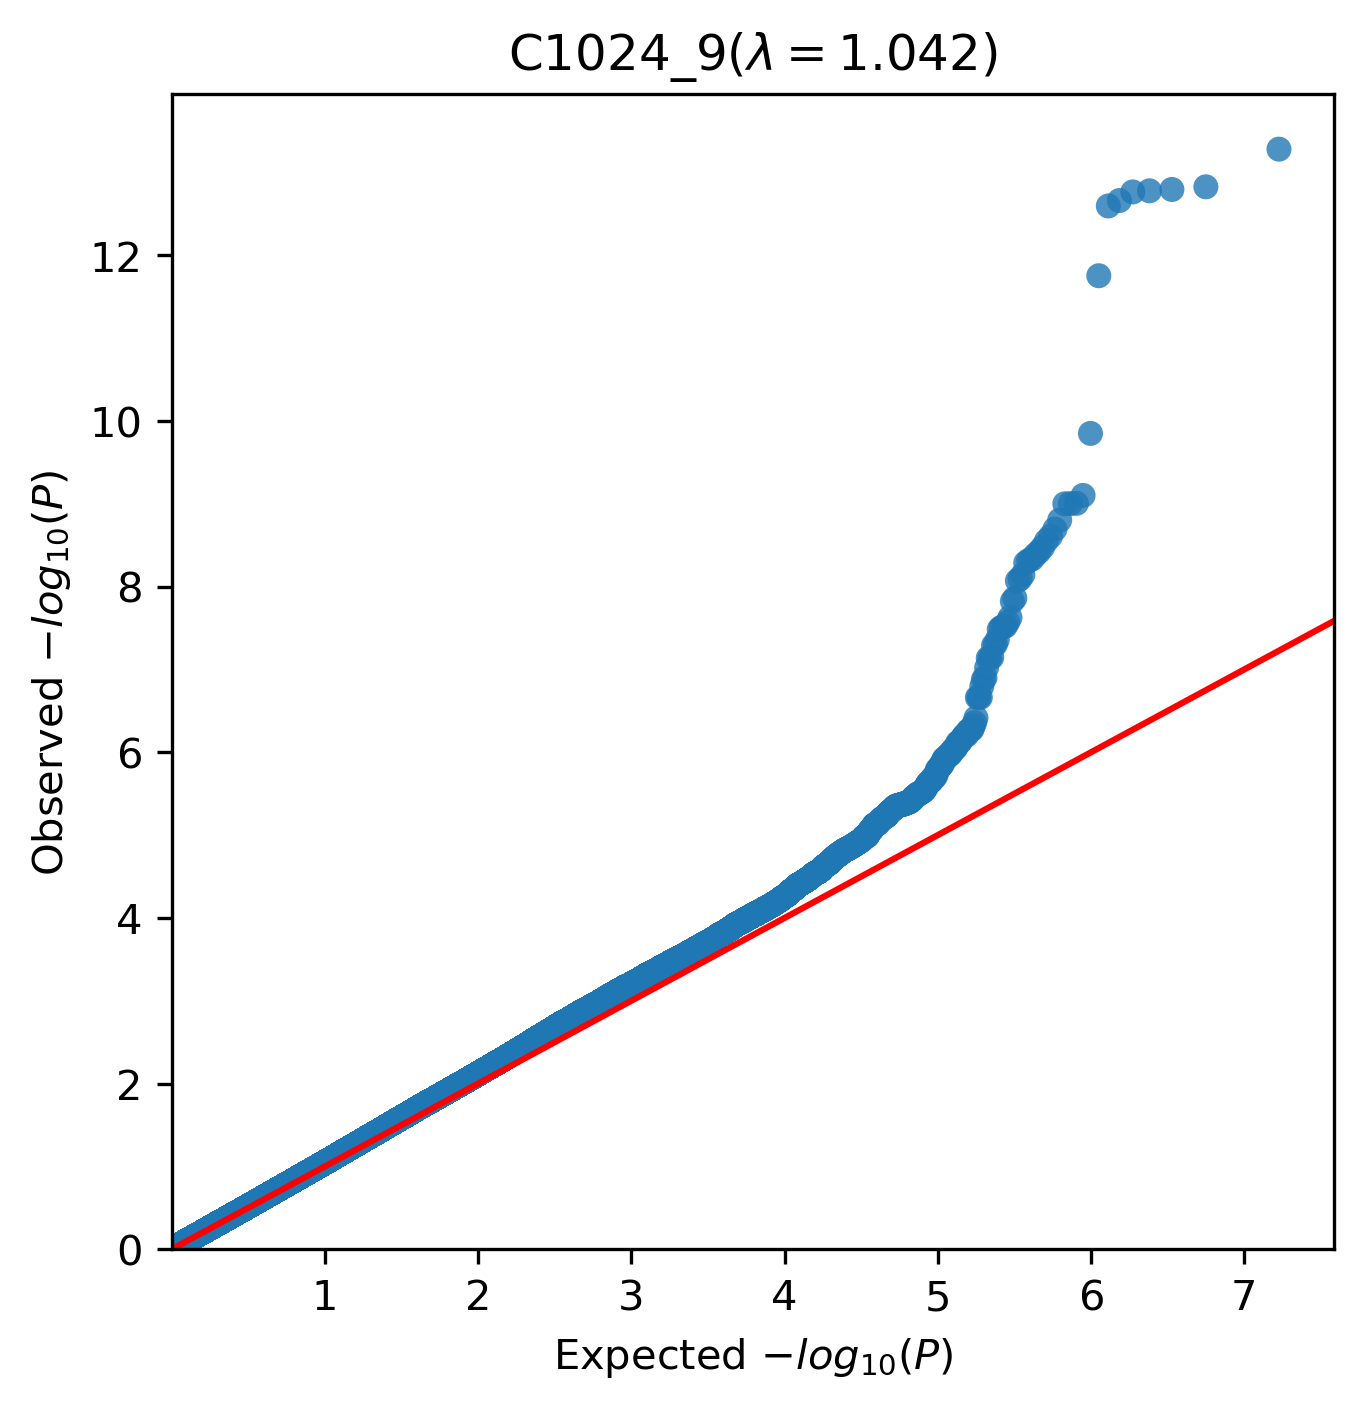 C1024_9(λ = 1.042)
Observed −log₁₀(P)
12
10
8
6
4
2
0
1 2 3 4 5 6 7
Expected −log₁₀(P)